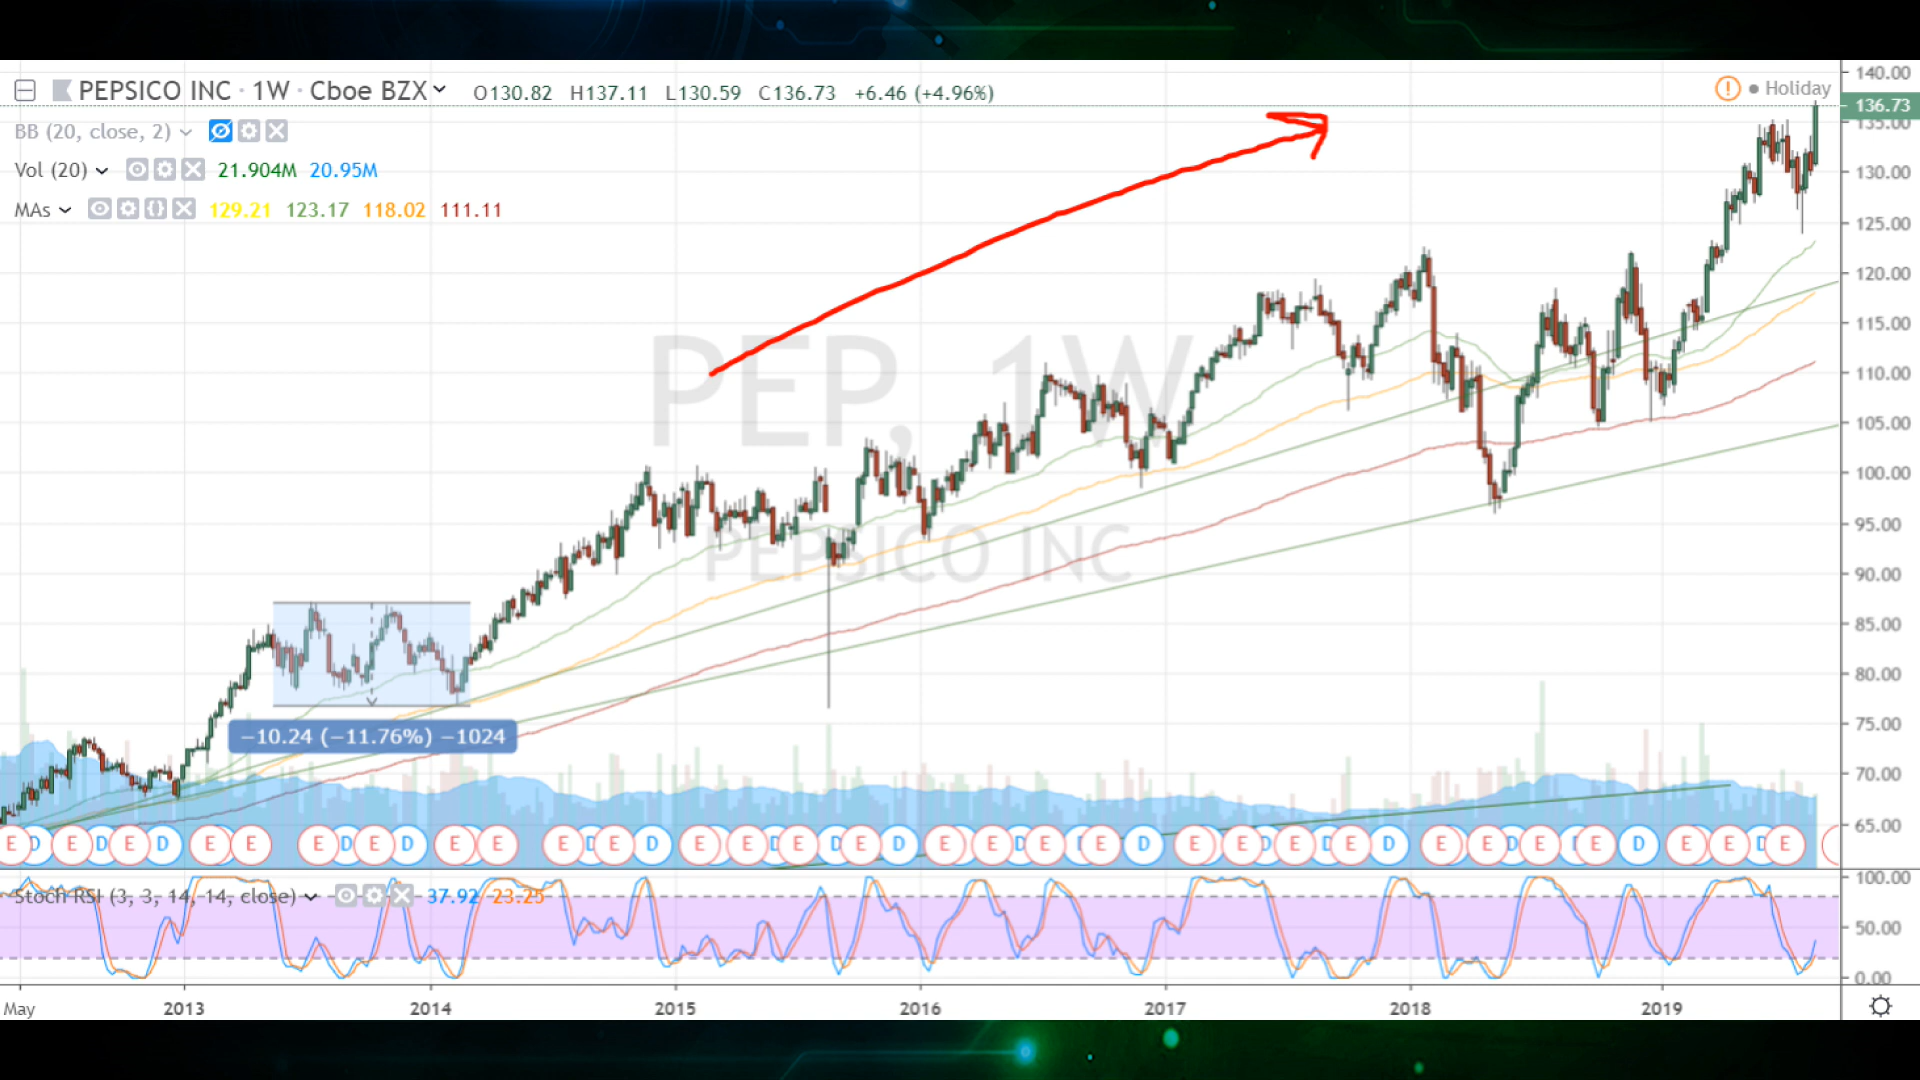 PEPSICO INC · 1W · Cboe BZX O130.82 H137.11 L130.59 C136.73 +6.46 (+4.96%)
! Holiday
BB (20, close, 2)
Vol (20) 21.904M 20.95M
MAs {} 129.21 123.17 118.02 111.11
140.00
136.73
135.00
130.00
125.00
120.00
115.00
110.00
105.00
100.00
95.00
90.00
85.00
80.00
75.00
70.00
65.00
PEP, 1W
PEPSICO INC
−10.24 (−11.76%) −1024
E D E D E D E E E D E D E E E D E D E E D E D E D E E D E D E D E E D E D E D E E D E D E D E E D E
Stoch RSI (3, 3, 14, 14, close) 37.92 23.25
100.00
50.00
0.00
May 2013 2014 2015 2016 2017 2018 2019